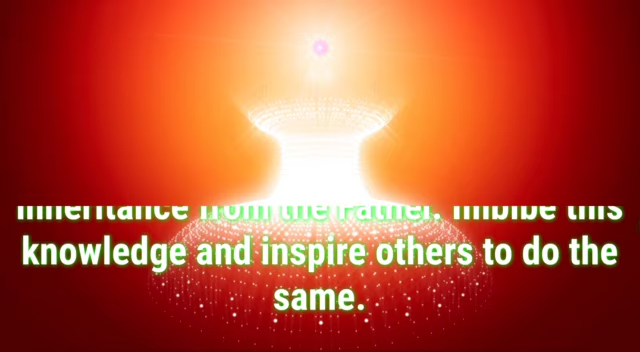 inheritance from the Father. Imbibe this
knowledge and inspire others to do the
same.